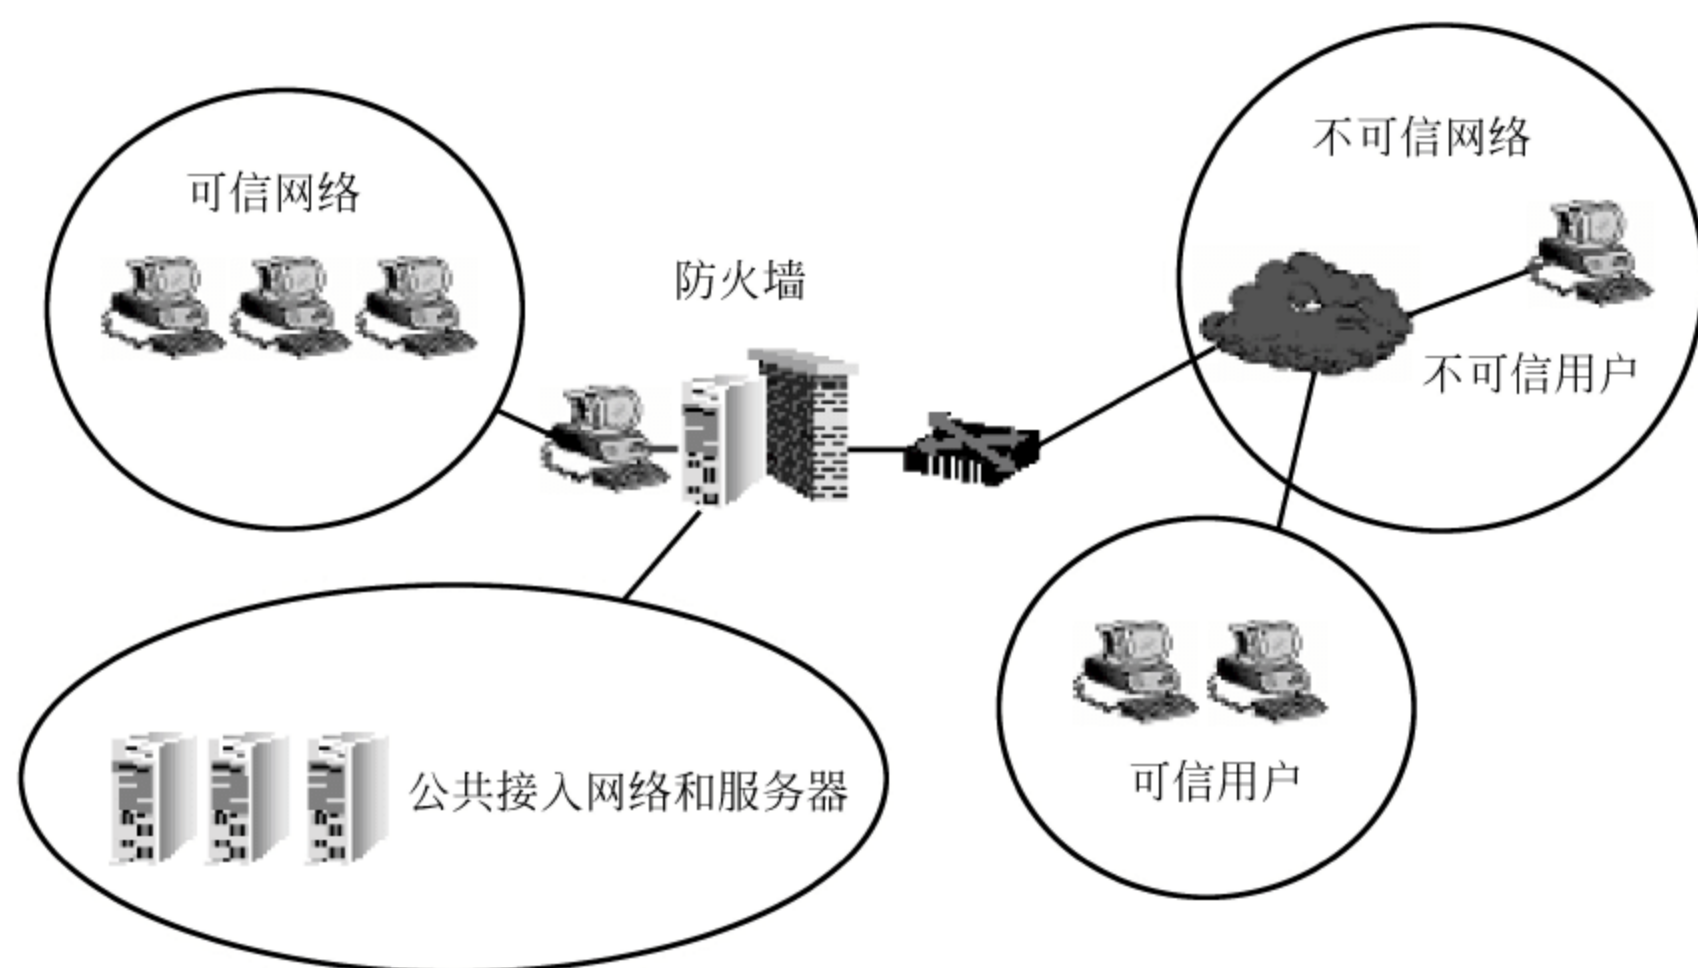 不可信网络
可信网络
防火墙
不可信用户
可信用户
公共接入网络和服务器